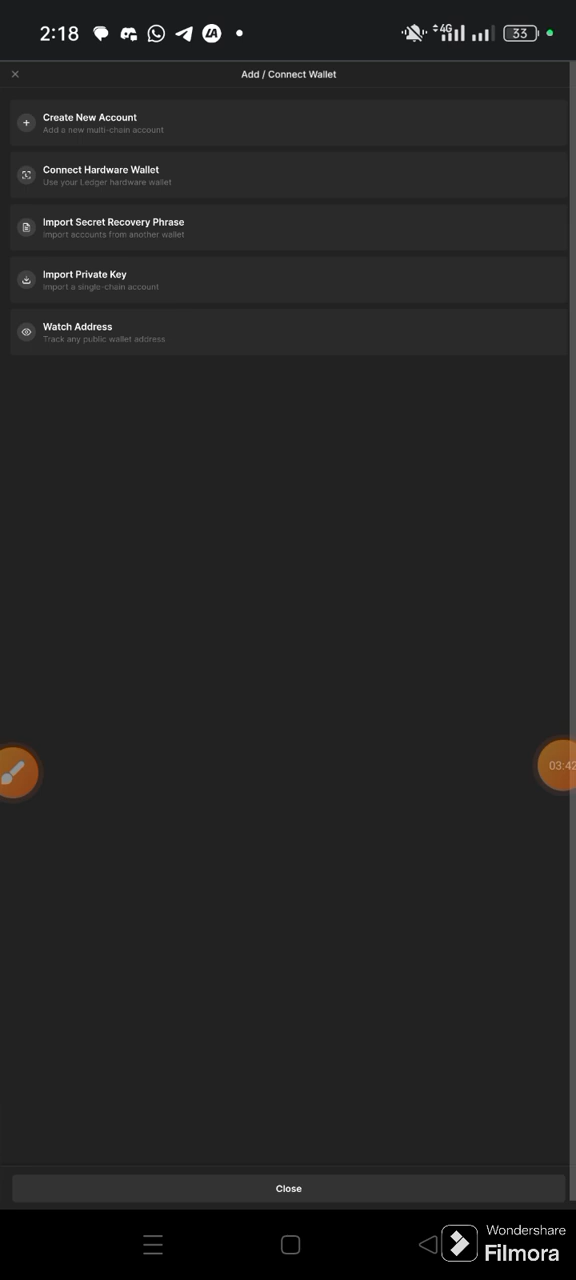 2:18
4G
33
Add / Connect Wallet
Create New Account
Add a new multi-chain account
Connect Hardware Wallet
Use your Ledger hardware wallet
Import Secret Recovery Phrase
Import accounts from another wallet
Import Private Key
Import a single-chain account
Watch Address
Track any public wallet address
03:42
Close
Wondershare
Filmora